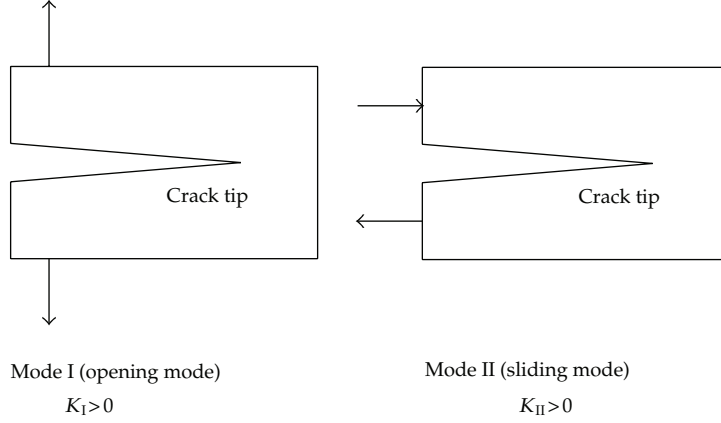 Crack tip
Crack tip
Mode I (opening mode)
K_I>0
Mode II (sliding mode)
K_II>0